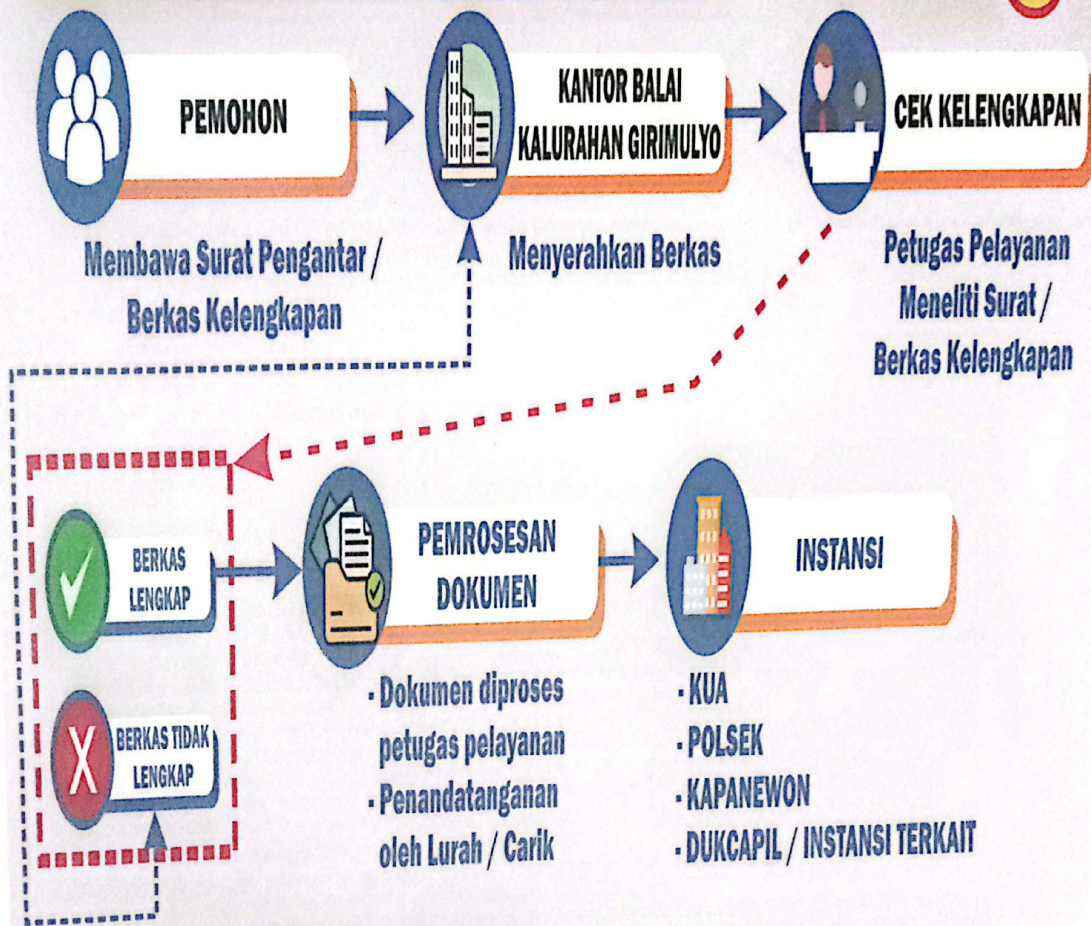 PEMOHON
Membawa Surat Pengantar /
Berkas Kelengkapan
KANTOR BALAI
KALURAHAN GIRIMULYO
Menyerahkan Berkas
CEK KELENGKAPAN
Petugas Pelayanan
Meneliti Surat /
Berkas Kelengkapan
BERKAS
LENGKAP
BERKAS TIDAK
LENGKAP
PEMROSESAN
DOKUMEN
- Dokumen diproses
petugas pelayanan
- Penandatanganan
oleh Lurah / Carik
INSTANSI
- KUA
- POLSEK
- KAPANEWON
- DUKCAPIL / INSTANSI TERKAIT